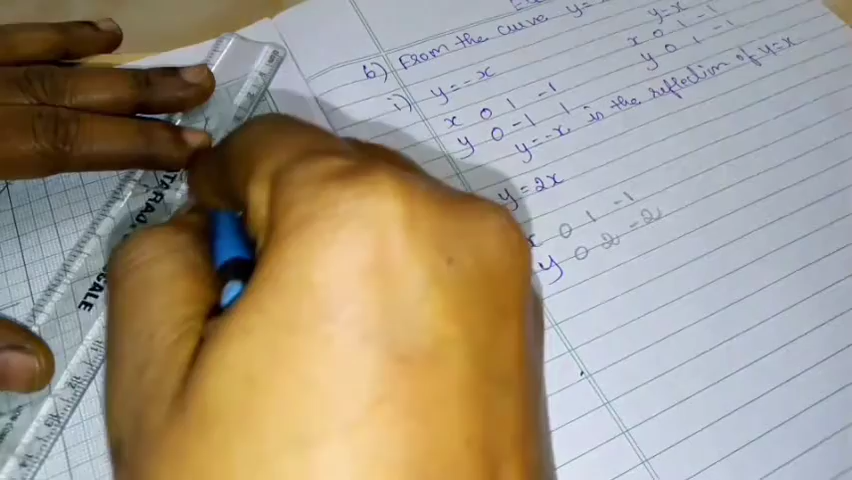 b) From the curve y=x
y=x
x 0 1 -1
y 0 1 -1
i) y=-x
x 0 1 -1
y 0 -1 1
y=-x is the reflection of y=x
y=2x
x 0 1 -1
y 0 2 -2
SCALE